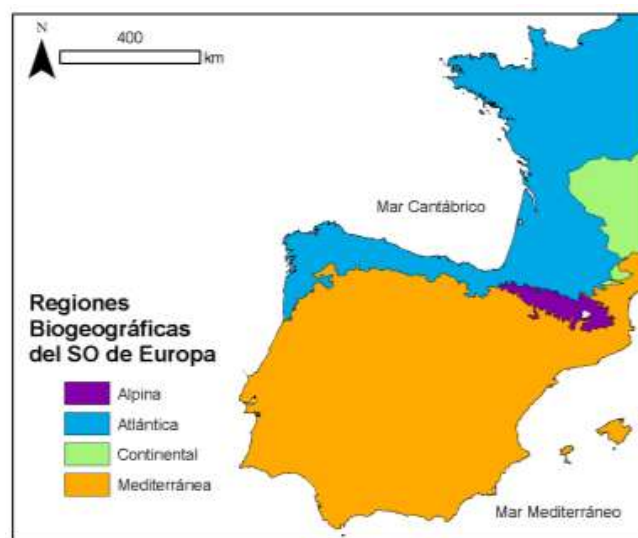 N
400
km
Mar Cantábrico
Regiones
Biogeográficas
del SO de Europa
Alpina
Atlántica
Continental
Mediterránea
Mar Mediterráneo